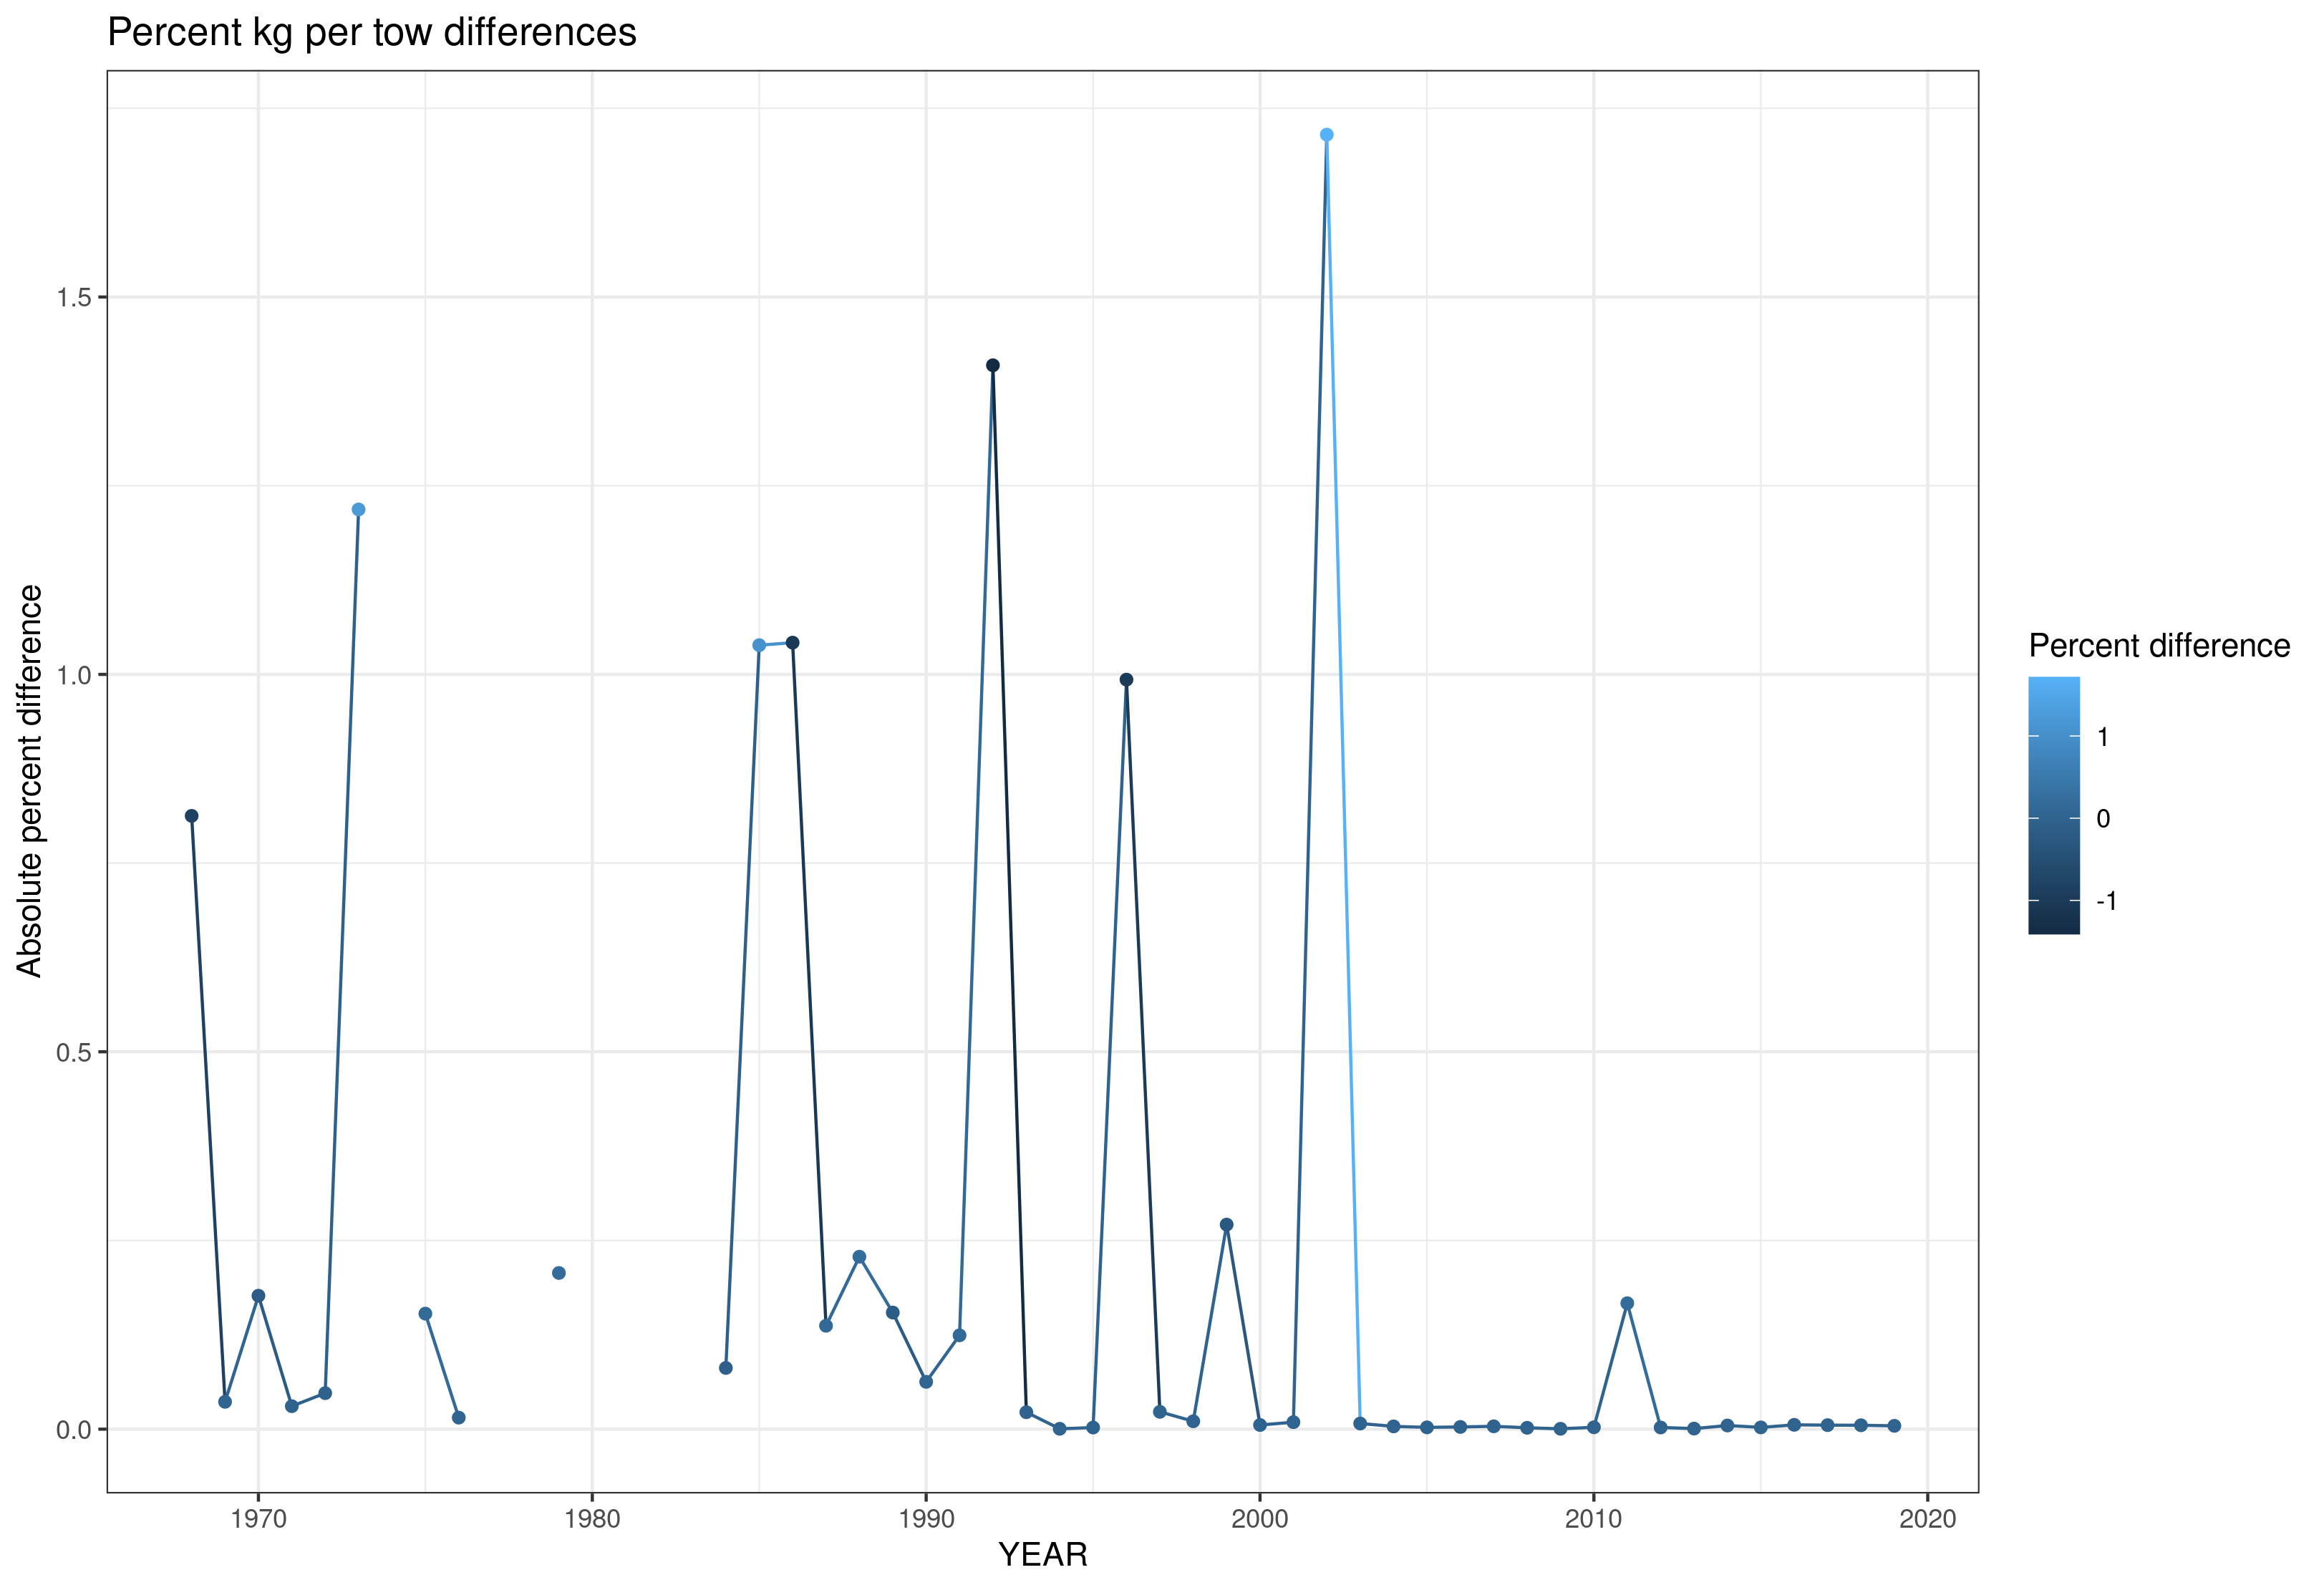 Percent kg per tow differences
Absolute percent difference
1.5
1.0
0.5
0.0
1970 1980 1990 2000 2010 2020
YEAR
Percent difference
1
0
-1